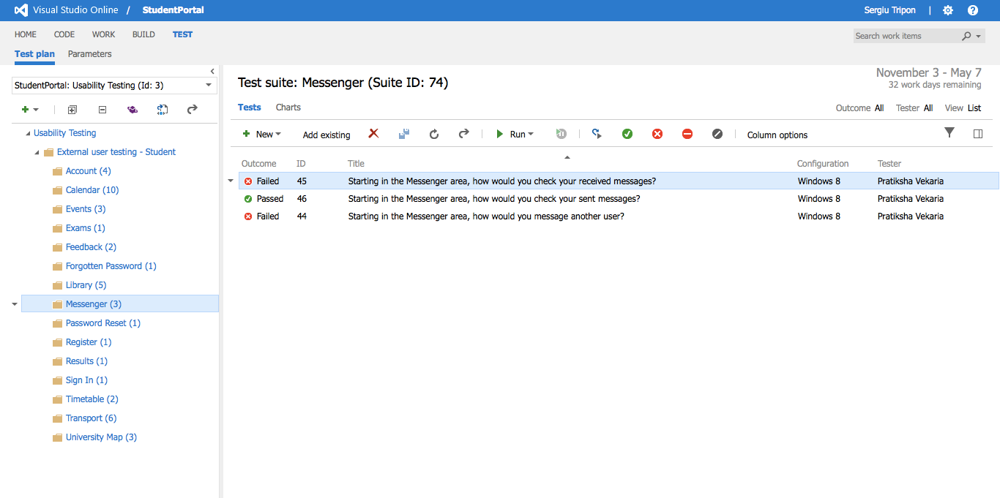 Visual Studio Online / StudentPortal Sergiu Tripon | ?
HOME CODE WORK BUILD TEST
Search work items
Test plan Parameters
StudentPortal: Usability Testing (Id: 3)
Usability Testing
External user testing - Student
Account (4)
Calendar (10)
Events (3)
Exams (1)
Feedback (2)
Forgotten Password (1)
Library (5)
Messenger (3)
Password Reset (1)
Register (1)
Results (1)
Sign In (1)
Timetable (2)
Transport (6)
University Map (3)
Test suite: Messenger (Suite ID: 74)
November 3 - May 7
32 work days remaining
Tests Charts
Outcome All Tester All View List
New Add existing Run Column options
Outcome ID Title Configuration Tester
Failed 45 Starting in the Messenger area, how would you check your received messages? Windows 8 Pratiksha Vekaria
Passed 46 Starting in the Messenger area, how would you check your sent messages? Windows 8 Pratiksha Vekaria
Failed 44 Starting in the Messenger area, how would you message another user? Windows 8 Pratiksha Vekaria